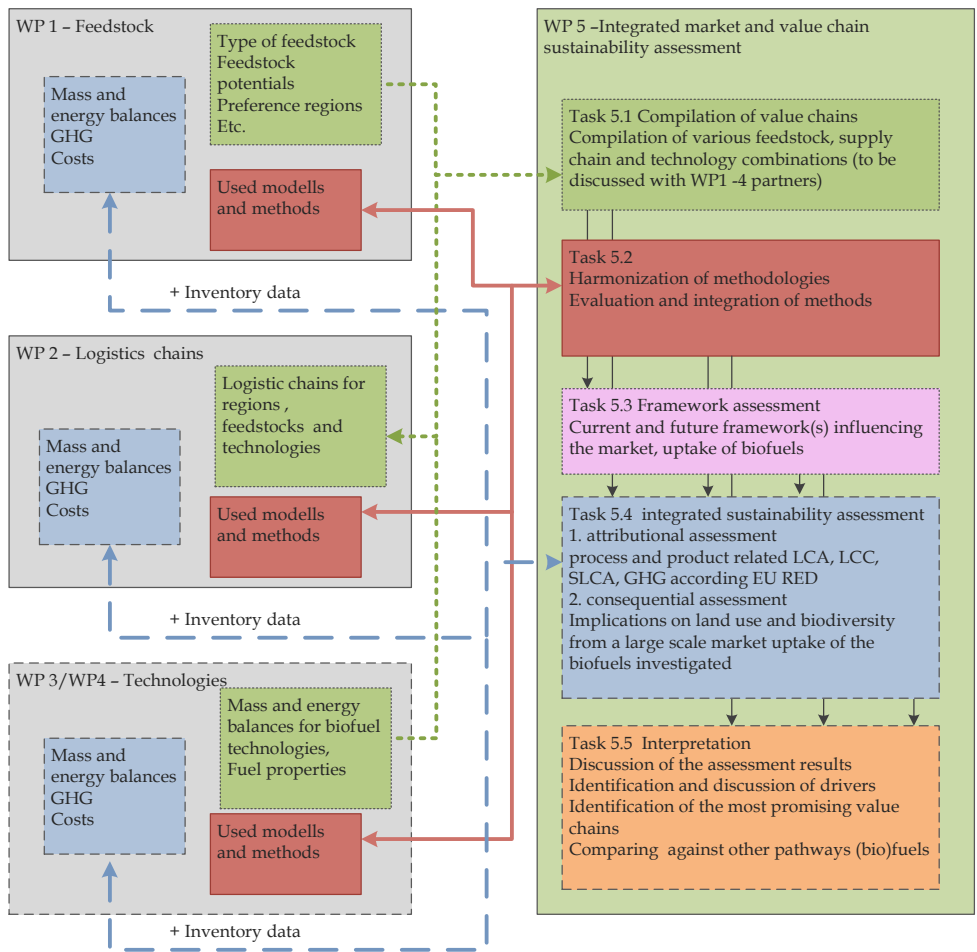 WP 1 – Feedstock
Type of feedstock
Feedstock
potentials
Preference regions
Etc.
Mass and
energy balances
GHG
Costs
Used modells
and methods
+ Inventory data
WP 2 – Logistics chains
Logistic chains for
regions ,
feedstocks and
technologies
Mass and
energy balances
GHG
Costs
Used modells
and methods
+ Inventory data
WP 3/WP4 – Technologies
Mass and energy
balances for biofuel
technologies,
Fuel properties
Mass and
energy balances
GHG
Costs
Used modells
and methods
+ Inventory data
WP 5 –Integrated market and value chain
sustainability assessment
Task 5.1 Compilation of value chains
Compilation of various feedstock, supply
chain and technology combinations (to be
discussed with WP1 -4 partners)
Task 5.2
Harmonization of methodologies
Evaluation and integration of methods
Task 5.3 Framework assessment
Current and future framework(s) influencing
the market, uptake of biofuels
Task 5.4 integrated sustainability assessment
1. attributional assessment
process and product related LCA, LCC,
SLCA, GHG according EU RED
2. consequential assessment
Implications on land use and biodiversity
from a large scale market uptake of the
biofuels investigated
Task 5.5 Interpretation
Discussion of the assessment results
Identification and discussion of drivers
Identification of the most promising value
chains
Comparing against other pathways (bio)fuels